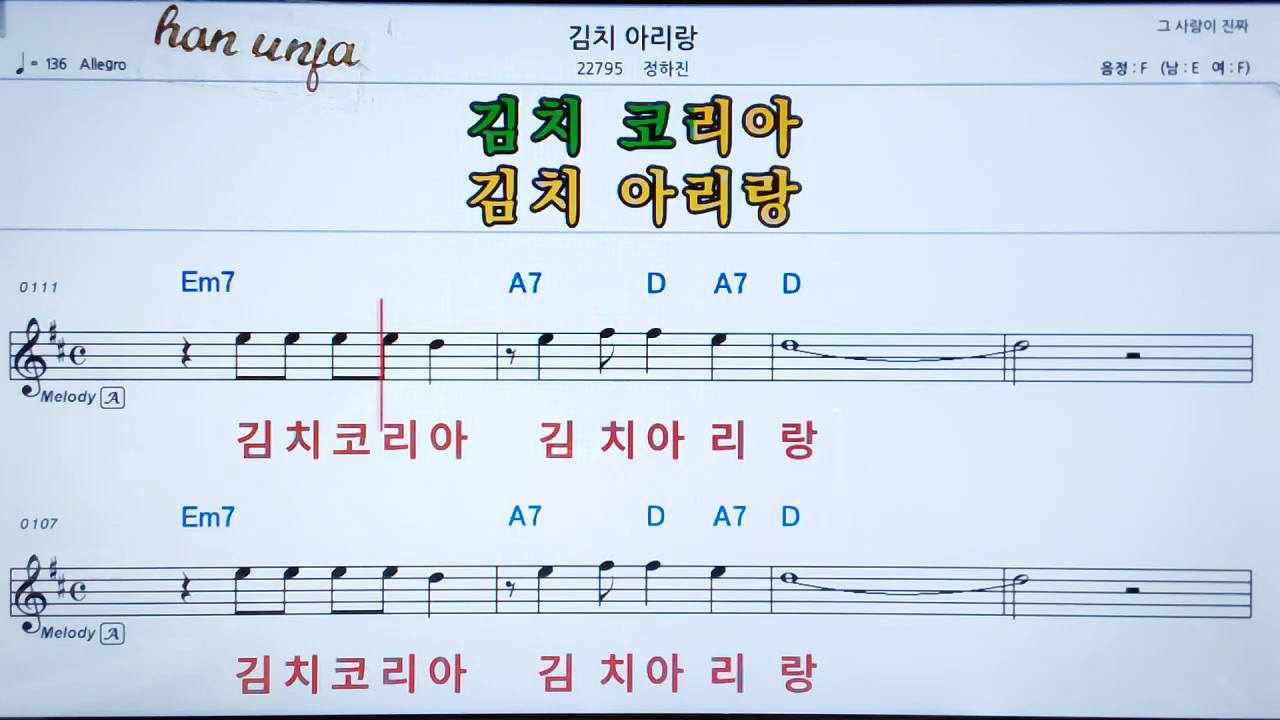 han unja
김치 아리랑
그 사람이 진짜
♩= 136 Allegro
22795 정하진
음정 : F (남 : E 여 : F)
김치 코리아
김치 아리랑
0111 Em7 A7 D A7 D
Melody A
김치코리아 김 치아 리 랑
0107 Em7 A7 D A7 D
Melody A
김치코리아 김 치아 리 랑